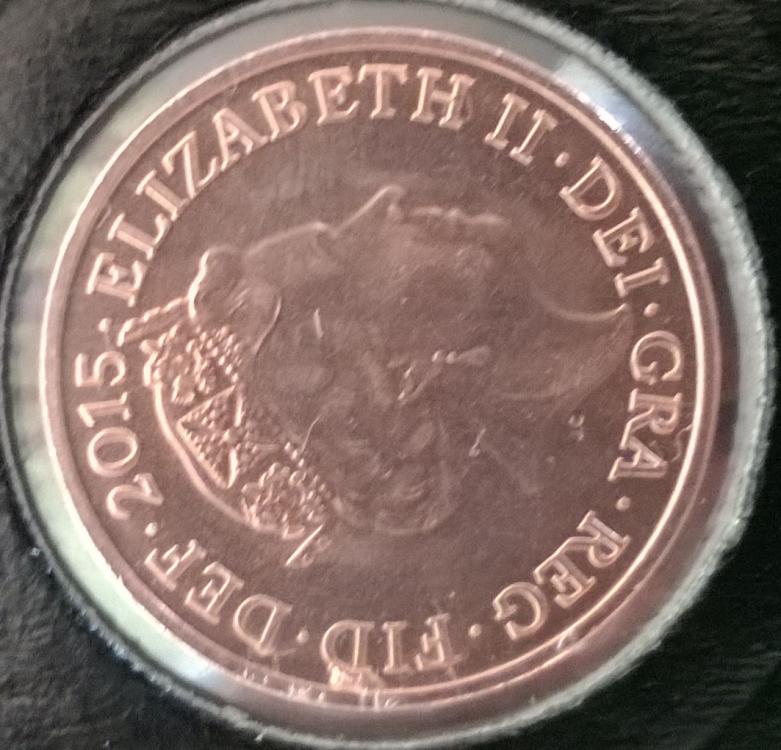 ELIZABETH II · DEI · GRA · REG · FID · DEF · 2015 ·